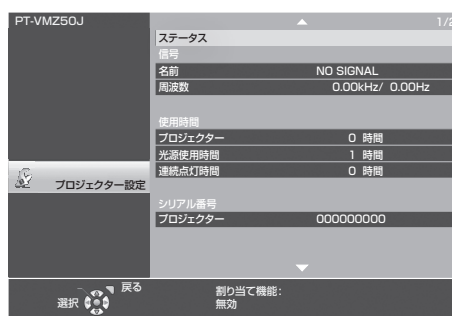 PT-VMZ50J
1/2
ステータス
信号
名前 NO SIGNAL
周波数 0.00kHz/ 0.00Hz
使用時間
プロジェクター 0 時間
光源使用時間 1 時間
連続点灯時間 0 時間
プロジェクター設定
シリアル番号
プロジェクター 000000000
戻る
選択
割り当て機能:
無効